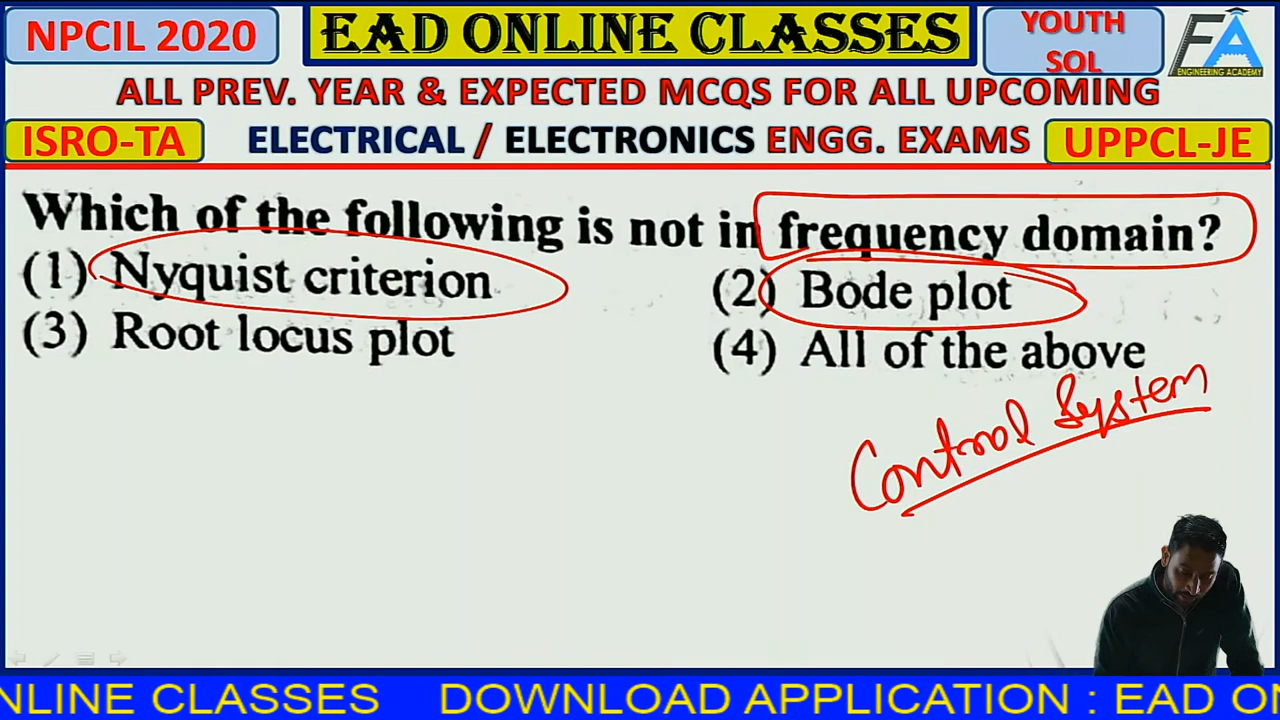 NPCIL 2020
EAD ONLINE CLASSES
YOUTH
SOL
EA
ENGINEERING ACADEMY
ALL PREV. YEAR & EXPECTED MCQS FOR ALL UPCOMING
ISRO-TA
ELECTRICAL / ELECTRONICS ENGG. EXAMS
UPPCL-JE
Which of the following is not in frequency domain?
(1) Nyquist criterion
(2) Bode plot
(3) Root locus plot
(4) All of the above
Control System
NLINE CLASSES DOWNLOAD APPLICATION : EAD ON